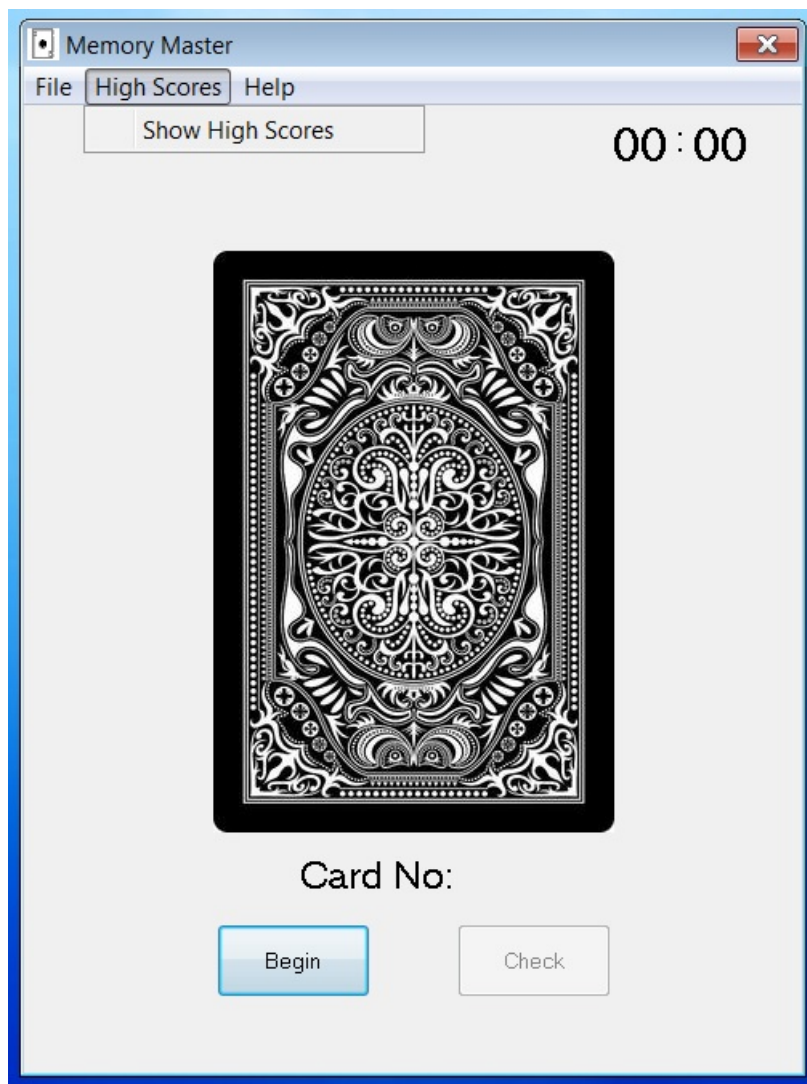 Memory Master
File High Scores Help
Show High Scores
00 : 00
Card No:
Begin Check